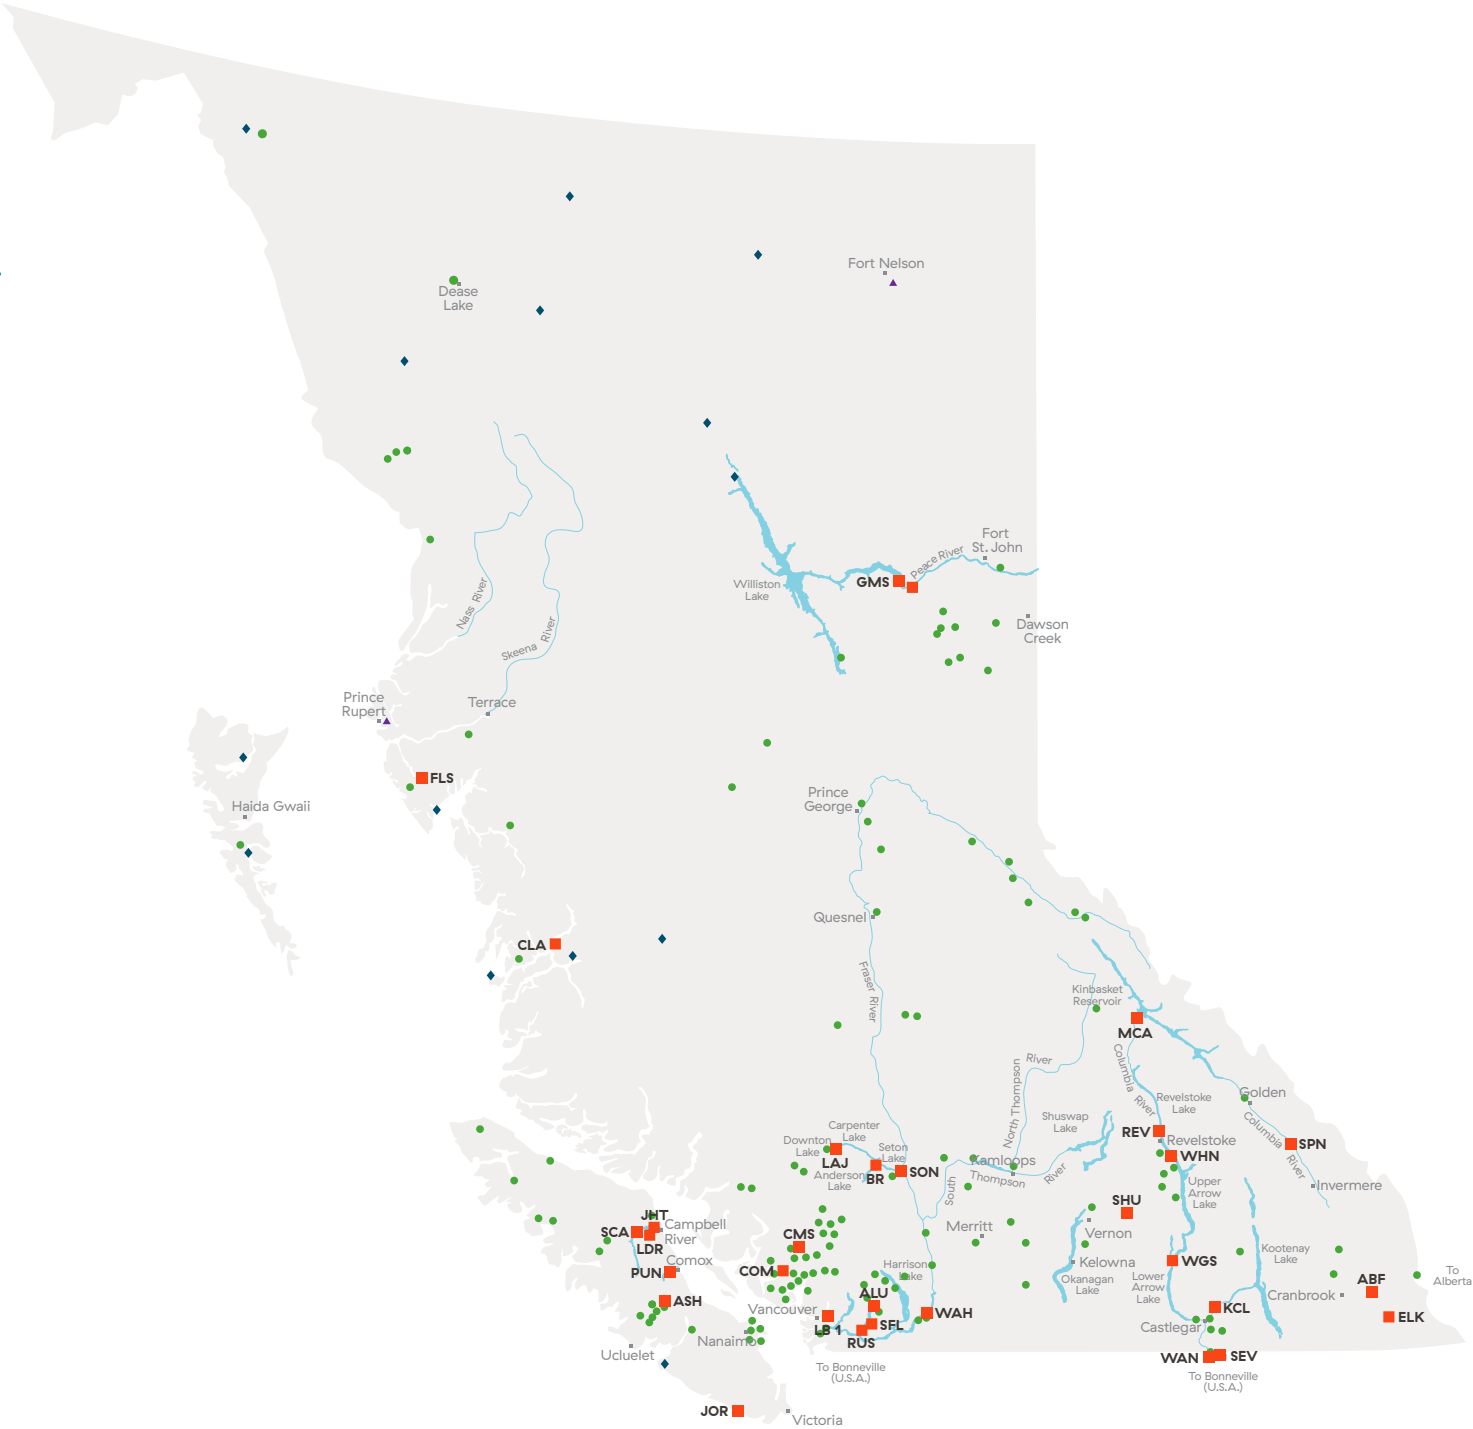 Fort Nelson
Dease
Lake
Fort
St. John
Peace River
GMS
Williston
Lake
Nass River
Skeena River
Dawson
Creek
Prince
Rupert
Terrace
FLS
Haida Gwaii
Prince
George
Quesnel
CLA
Fraser River
Kinbasket
Reservoir
MCA
Columbia River
River
North Thompson
Golden
Revelstoke
Lake
Shuswap
Lake
Carpenter
Lake
Downton
Lake
Seton
Lake
REV
Revelstoke
Columbia River
SPN
LAJ
Anderson
Lake
BR
SON
Kamloops
South Thompson River
WHN
Invermere
Upper
Arrow
Lake
SHU
JHT
SCA
Campbell
River
LDR
Merritt
Vernon
CMS
Comox
PUN
COM
Harrison
Lake
Kelowna
Okanagan
Lake
WGS
Lower
Arrow
Lake
Kootenay
Lake
Cranbrook
ABF
To
Alberta
ASH
ALU
Vancouver
LB 1
SFL
RUS
WAH
KCL
Castlegar
ELK
Nanaimo
Ucluelet
WAN
SEV
To Bonneville
(U.S.A.)
To Bonneville
(U.S.A.)
JOR
Victoria